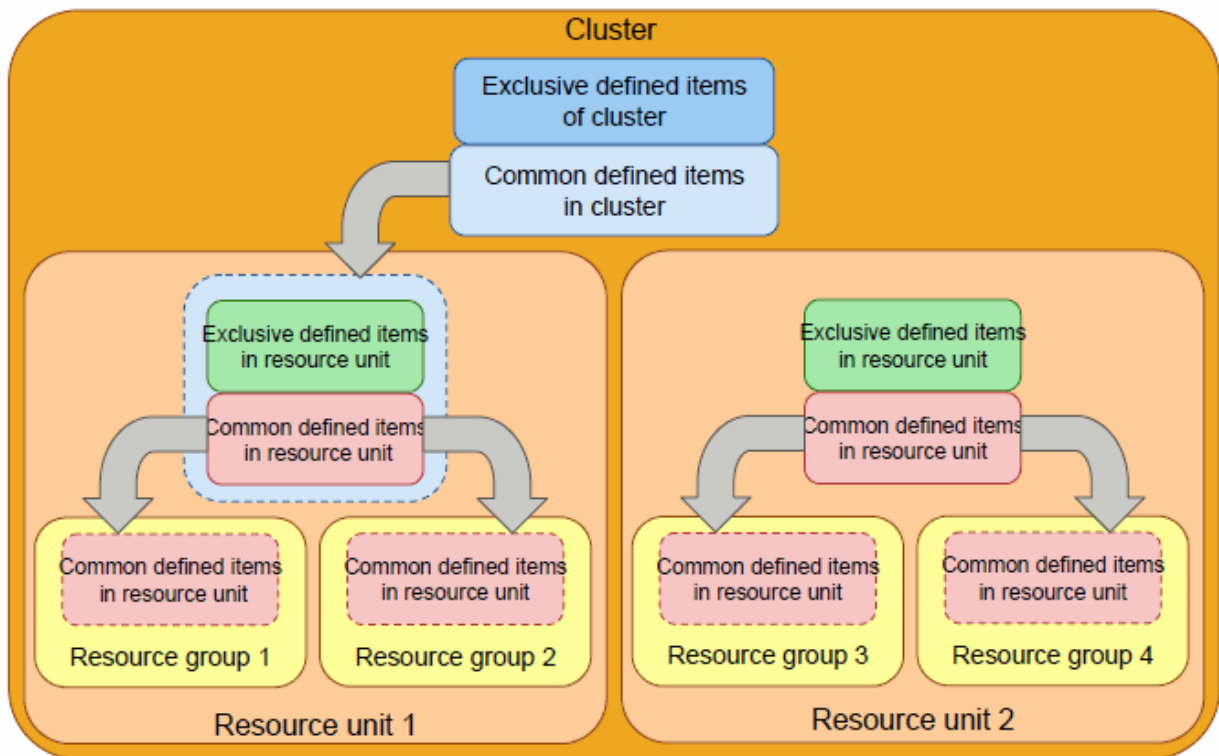 Cluster
Exclusive defined items
of cluster
Common defined items
in cluster
Exclusive defined items
in resource unit
Common defined items
in resource unit
Common defined items
in resource unit
Resource group 1
Common defined items
in resource unit
Resource group 2
Resource unit 1
Exclusive defined items
in resource unit
Common defined items
in resource unit
Common defined items
in resource unit
Resource group 3
Common defined items
in resource unit
Resource group 4
Resource unit 2